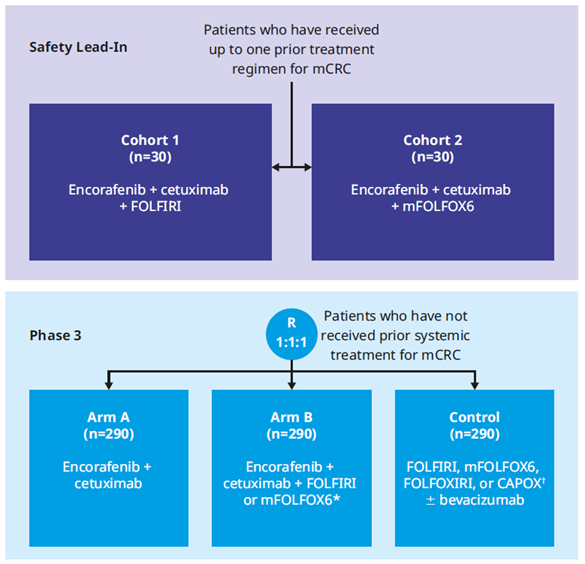 Safety Lead-In
Patients who have received
up to one prior treatment
regimen for mCRC
Cohort 1
(n=30)
Encorafenib + cetuximab
+ FOLFIRI
Cohort 2
(n=30)
Encorafenib + cetuximab
+ mFOLFOX6
Phase 3
R
1:1:1
Patients who have not
received prior systemic
treatment for mCRC
Arm A
(n=290)
Encorafenib +
cetuximab
Arm B
(n=290)
Encorafenib +
cetuximab + FOLFIRI
or mFOLFOX6*
Control
(n=290)
FOLFIRI, mFOLFOX6,
FOLFOXIRI, or CAPOX†
± bevacizumab